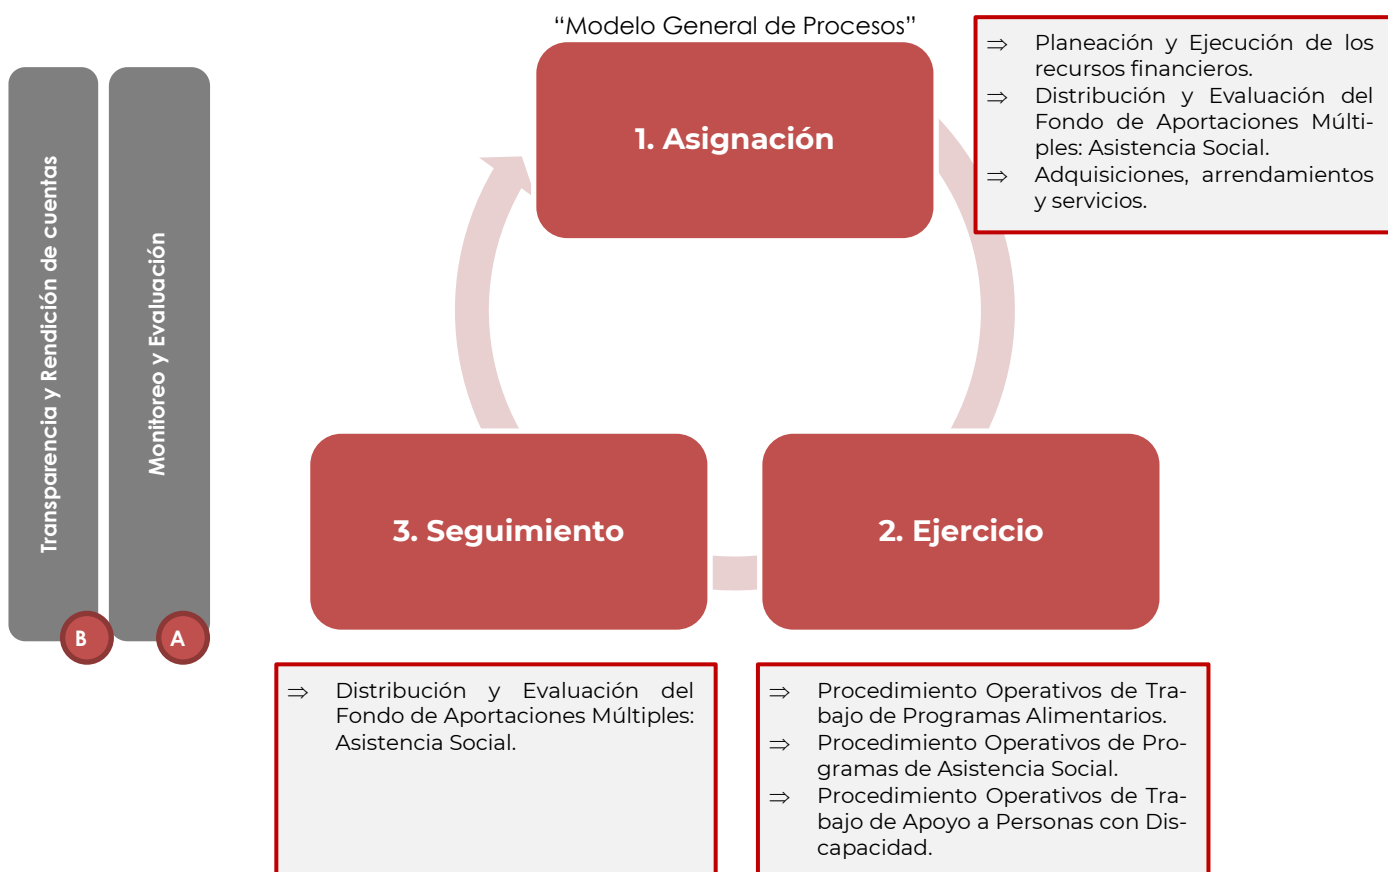 “Modelo General de Procesos”
Transparencia y Rendición de cuentas
B
Monitoreo y Evaluación
A
1. Asignación
⇒ Planeación y Ejecución de los
recursos financieros.
⇒ Distribución y Evaluación del
Fondo de Aportaciones Múlti-
ples: Asistencia Social.
⇒ Adquisiciones, arrendamientos
y servicios.
3. Seguimiento
2. Ejercicio
⇒ Distribución y Evaluación del
Fondo de Aportaciones Múltiples:
Asistencia Social.
⇒ Procedimiento Operativos de Tra-
bajo de Programas Alimentarios.
⇒ Procedimiento Operativos de Pro-
gramas de Asistencia Social.
⇒ Procedimiento Operativos de Tra-
bajo de Apoyo a Personas con Dis-
capacidad.